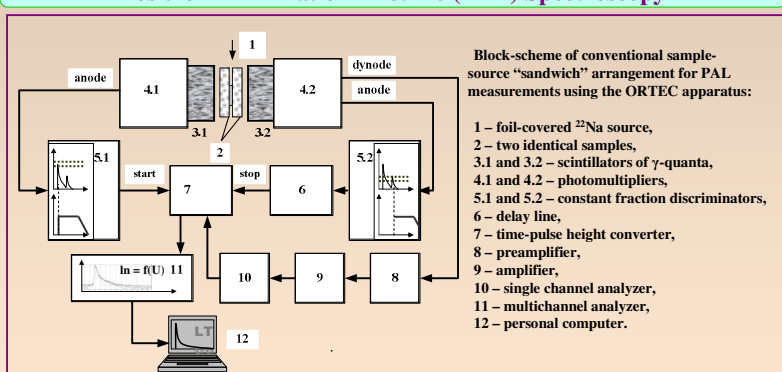 1
dynode
anode
anode
4.1
4.2
3.1
3.2
2
5.1
5.2
start
stop
7
6
ln = f(U) 11
10
9
8
LT
12
Block-scheme of conventional sample-
source “sandwich” arrangement for PAL
measurements using the ORTEC apparatus:
1 – foil-covered ²²Na source,
2 – two identical samples,
3.1 and 3.2 – scintillators of γ-quanta,
4.1 and 4.2 – photomultipliers,
5.1 and 5.2 – constant fraction discriminators,
6 – delay line,
7 – time-pulse height converter,
8 – preamplifier,
9 – amplifier,
10 – single channel analyzer,
11 – multichannel analyzer,
12 – personal computer.